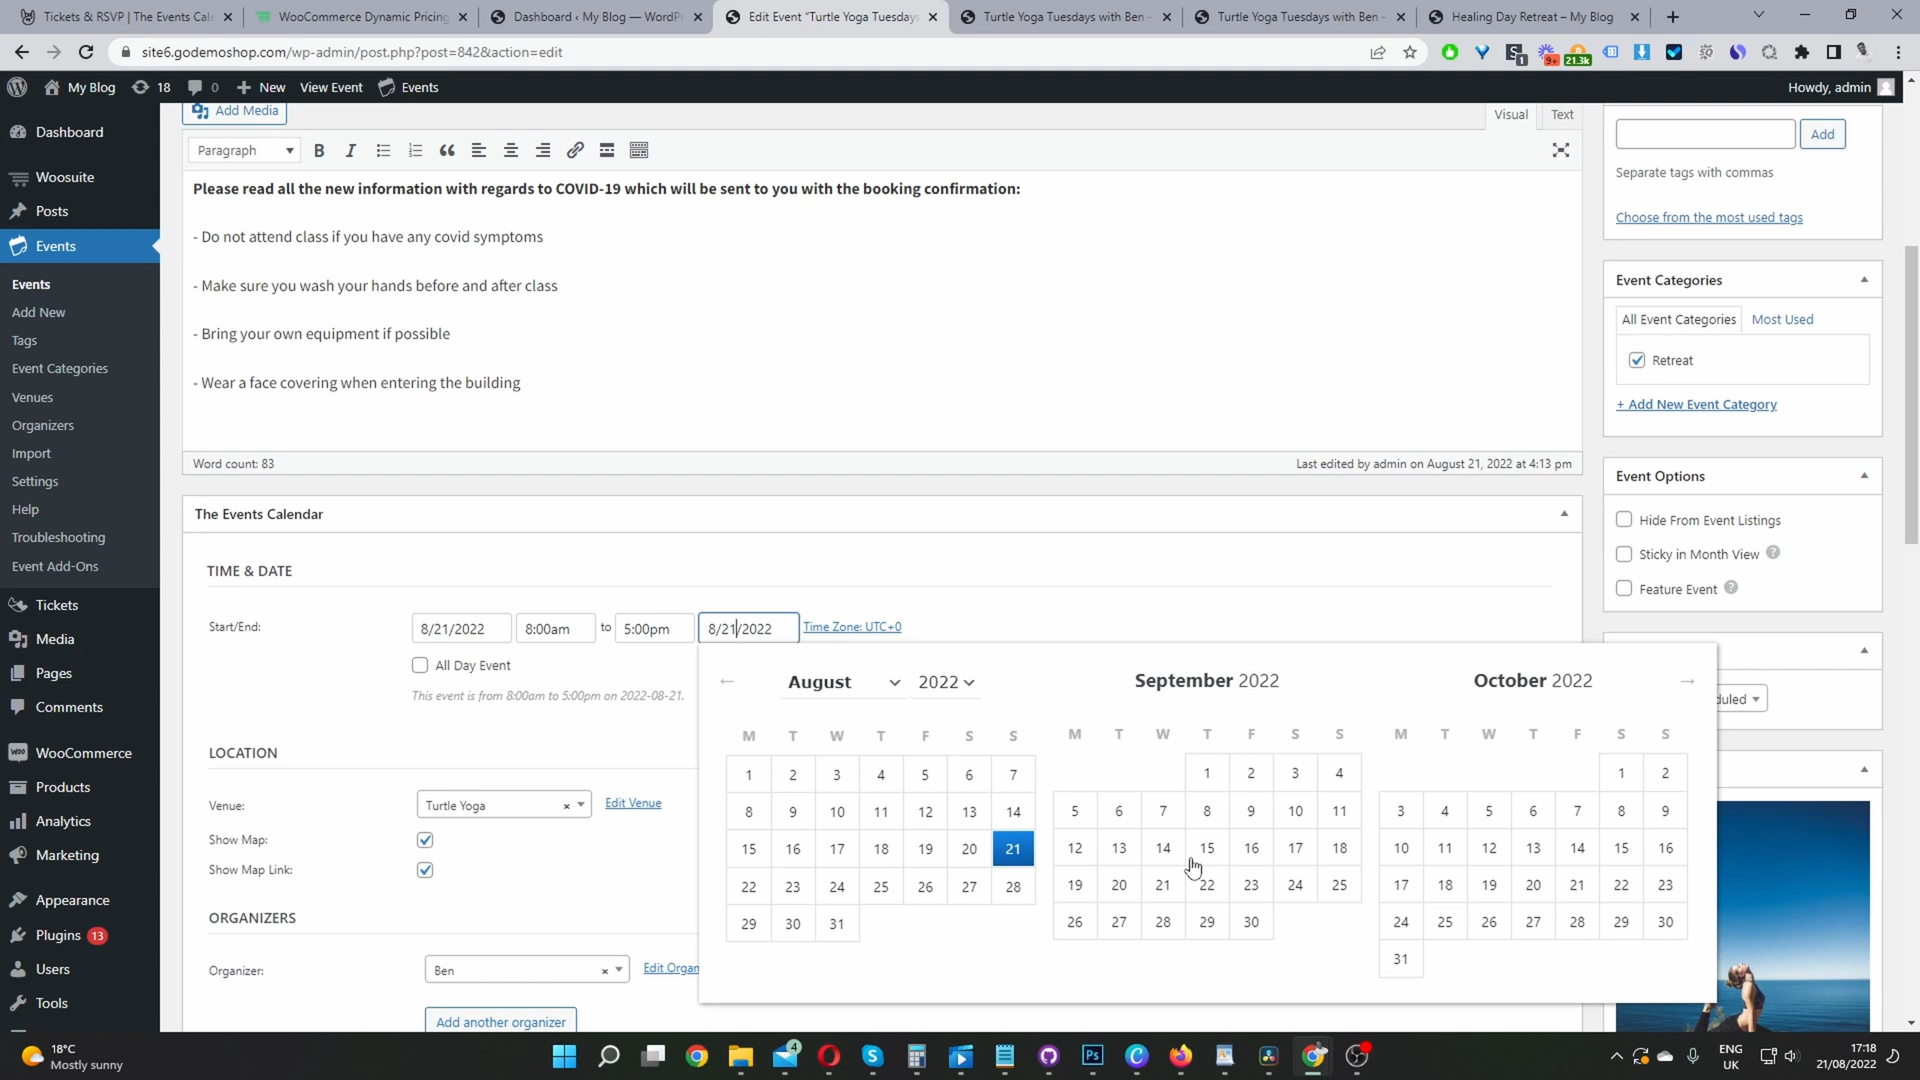 Tickets & RSVP | The Events Cale
WooCommerce Dynamic Pricing
Dashboard ‹ My Blog — WordPr
Edit Event "Turtle Yoga Tuesdays
Turtle Yoga Tuesdays with Ben –
Turtle Yoga Tuesdays with Ben –
Healing Day Retreat – My Blog
site6.godemoshop.com/wp-admin/post.php?post=842&action=edit
1
9+
21.3k
My Blog
18
0
New
View Event
Events
Howdy, admin
Dashboard
Woosuite
Posts
Events
Events
Add New
Tags
Event Categories
Venues
Organizers
Import
Settings
Help
Troubleshooting
Event Add-Ons
Tickets
Media
Pages
Comments
WooCommerce
Products
Analytics
Marketing
Appearance
Plugins 13
Users
Tools
Add Media
Visual
Text
Paragraph
B I
Please read all the new information with regards to COVID-19 which will be sent to you with the booking confirmation:
- Do not attend class if you have any covid symptoms
- Make sure you wash your hands before and after class
- Bring your own equipment if possible
- Wear a face covering when entering the building
Word count: 83
Last edited by admin on August 21, 2022 at 4:13 pm
The Events Calendar
TIME & DATE
Start/End:
8/21/2022 8:00am to 5:00pm 8/21/2022 Time Zone: UTC+0
All Day Event
This event is from 8:00am to 5:00pm on 2022-08-21.
LOCATION
Venue:
Turtle Yoga ×
Edit Venue
Show Map:
Show Map Link:
ORGANIZERS
Organizer:
Ben ×
Edit Organ
Add another organizer
← August 2022
M T W T F S S
1 2 3 4 5 6 7
8 9 10 11 12 13 14
15 16 17 18 19 20 21
22 23 24 25 26 27 28
29 30 31
September 2022
M T W T F S S
1 2 3 4
5 6 7 8 9 10 11
12 13 14 15 16 17 18
19 20 21 22 23 24 25
26 27 28 29 30
October 2022 →
M T W T F S S
1 2
3 4 5 6 7 8 9
10 11 12 13 14 15 16
17 18 19 20 21 22 23
24 25 26 27 28 29 30
31
Add
Separate tags with commas
Choose from the most used tags
Event Categories
All Event Categories
Most Used
Retreat
+ Add New Event Category
Event Options
Hide From Event Listings
Sticky in Month View ?
Feature Event ?
duled
18°C
Mostly sunny
4
Ps
ENG
UK
17:18
21/08/2022